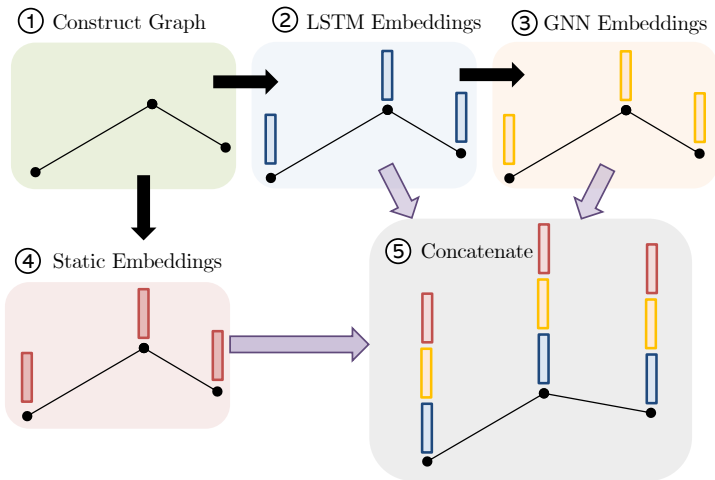 ① Construct Graph
② LSTM Embeddings
③ GNN Embeddings
④ Static Embeddings
⑤ Concatenate